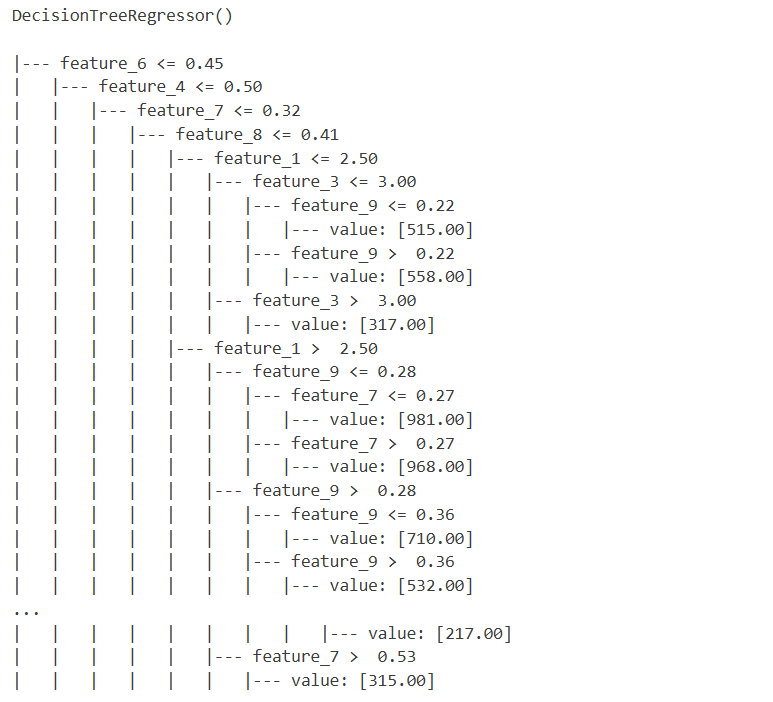 DecisionTreeRegressor()
|--- feature_6 <= 0.45
|   |--- feature_4 <= 0.50
|   |   |--- feature_7 <= 0.32
|   |   |   |--- feature_8 <= 0.41
|   |   |   |   |--- feature_1 <= 2.50
|   |   |   |   |   |--- feature_3 <= 3.00
|   |   |   |   |   |   |--- feature_9 <= 0.22
|   |   |   |   |   |   |   |--- value: [515.00]
|   |   |   |   |   |   |--- feature_9 >  0.22
|   |   |   |   |   |   |   |--- value: [558.00]
|   |   |   |   |   |--- feature_3 >  3.00
|   |   |   |   |   |   |--- value: [317.00]
|   |   |   |   |--- feature_1 >  2.50
|   |   |   |   |   |--- feature_9 <= 0.28
|   |   |   |   |   |   |--- feature_7 <= 0.27
|   |   |   |   |   |   |   |--- value: [981.00]
|   |   |   |   |   |   |--- feature_7 >  0.27
|   |   |   |   |   |   |   |--- value: [968.00]
|   |   |   |   |   |--- feature_9 >  0.28
|   |   |   |   |   |   |--- feature_9 <= 0.36
|   |   |   |   |   |   |   |--- value: [710.00]
|   |   |   |   |   |   |--- feature_9 >  0.36
|   |   |   |   |   |   |   |--- value: [532.00]
...
|   |   |   |   |   |   |   |   |--- value: [217.00]
|   |   |   |   |   |--- feature_7 >  0.53
|   |   |   |   |   |   |--- value: [315.00]